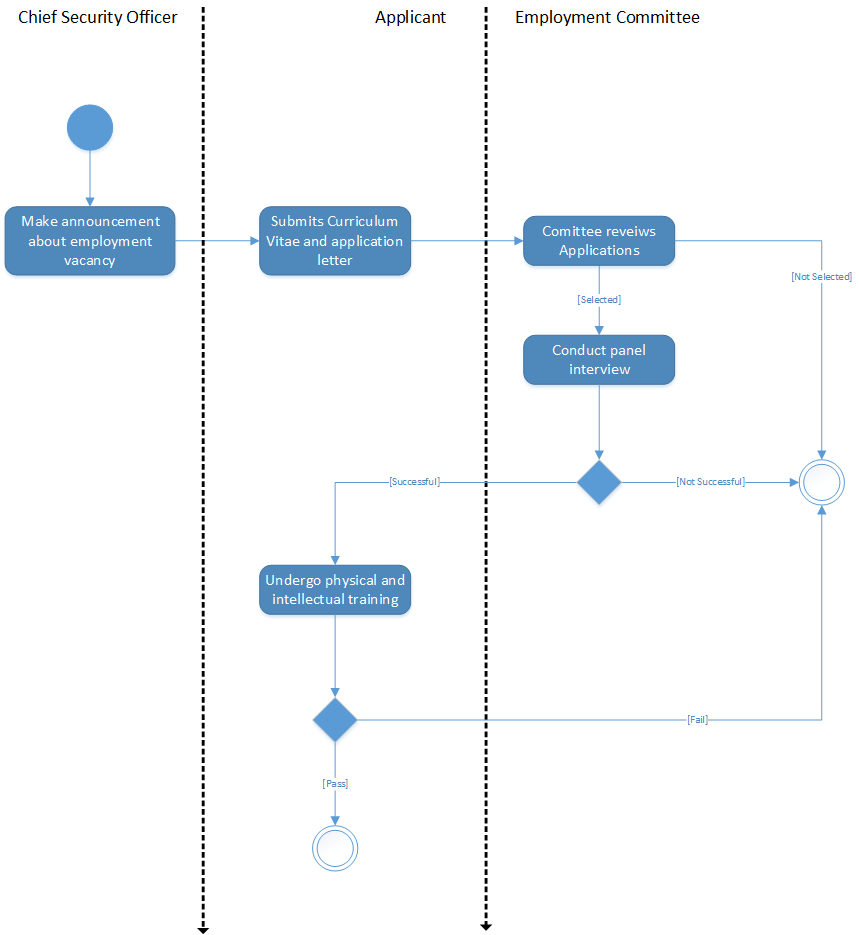 Chief Security Officer
Applicant
Employment Committee
Make announcement
about employment
vacancy
Submits Curriculum
Vitae and application
letter
Comittee reveiws
Applications
[Not Selected]
[Selected]
Conduct panel
interview
[Successful]
[Not Successful]
Undergo physical and
intellectual training
[Fail]
[Pass]